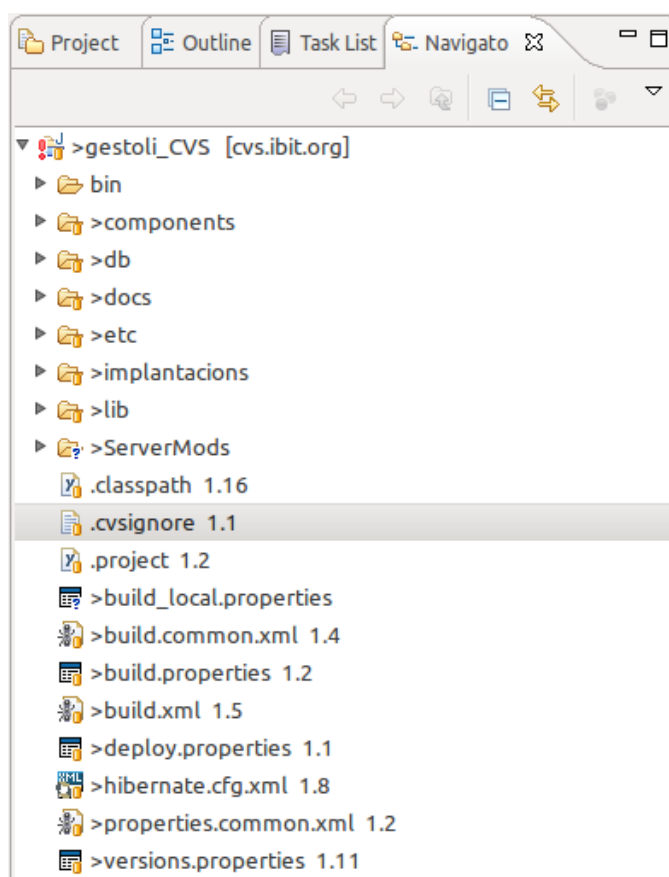 Project Outline Task List Navigato
>gestoli_CVS [cvs.ibit.org]
bin
>components
>db
>docs
>etc
>implantacions
>lib
>ServerMods
.classpath 1.16
.cvsignore 1.1
.project 1.2
>build_local.properties
>build.common.xml 1.4
>build.properties 1.2
>build.xml 1.5
>deploy.properties 1.1
>hibernate.cfg.xml 1.8
>properties.common.xml 1.2
>versions.properties 1.11